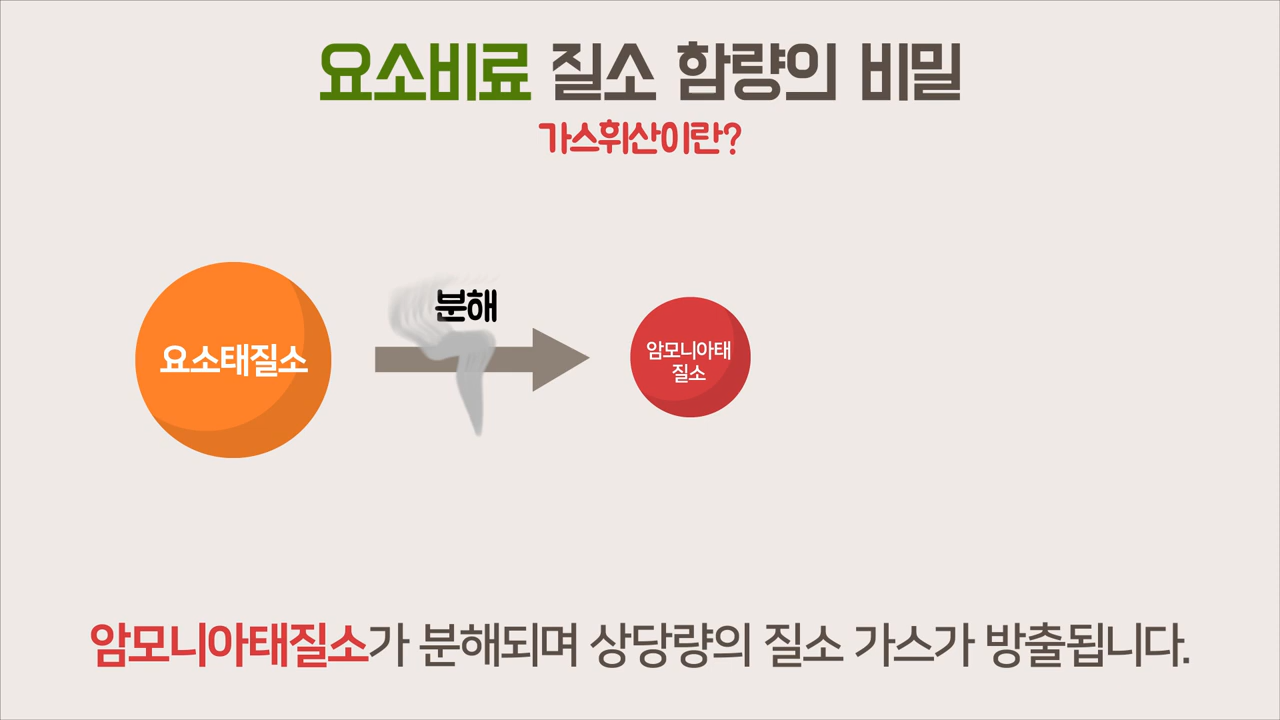 요소비료 질소 함량의 비밀
가스휘산이란?
분해
요소태질소
암모니아태
질소
암모니아태질소가 분해되며 상당량의 질소 가스가 방출됩니다.